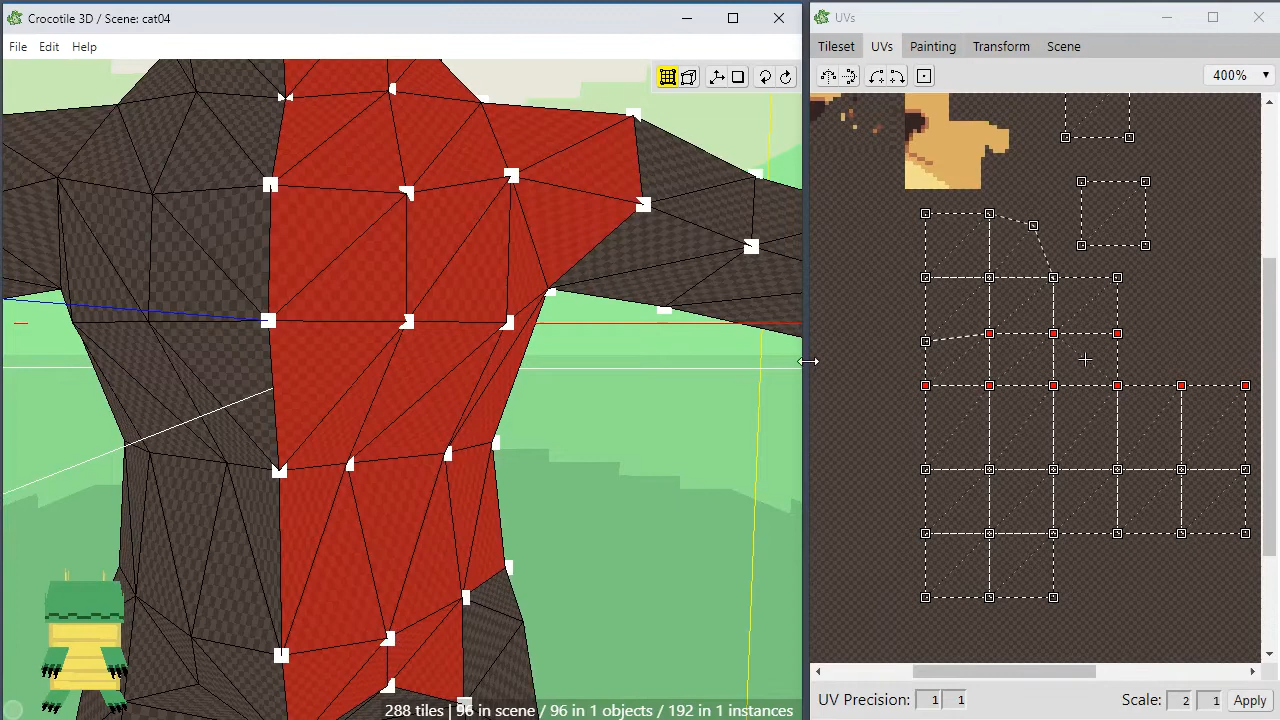 Crocotile 3D / Scene: cat04
File Edit Help
288 tiles | 96 in scene / 96 in 1 objects / 192 in 1 instances
UVs
Tileset UVs Painting Transform Scene
400%
UV Precision: 1 1 Scale: 2 1 Apply